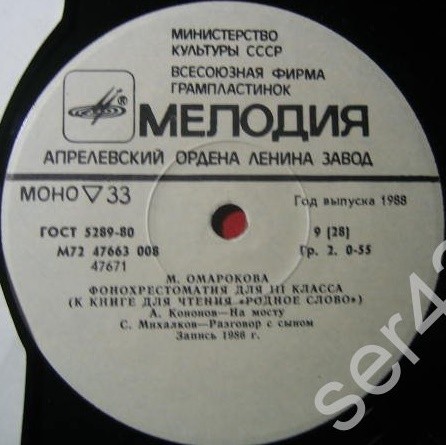 МИНИСТЕРСТВО
КУЛЬТУРЫ СССР
ВСЕСОЮЗНАЯ ФИРМА
ГРАМПЛАСТИНОК
МЕЛОДИЯ
АПРЕЛЕВСКИЙ ОРДЕНА ЛЕНИНА ЗАВОД
МОНО ▽ 33 Год выпуска 1988
ГОСТ 5289-80 9 [28]
М72 47663 008 Гр. 2. 0-55
47671
М. ОМАРОКОВА
ФОНОХРЕСТОМАТИЯ ДЛЯ III КЛАССА
(К КНИГЕ ДЛЯ ЧТЕНИЯ «РОДНОЕ СЛОВО»)
А. Кононов—На мосту
С. Михалков—Разговор с сыном
Запись 1986 г.